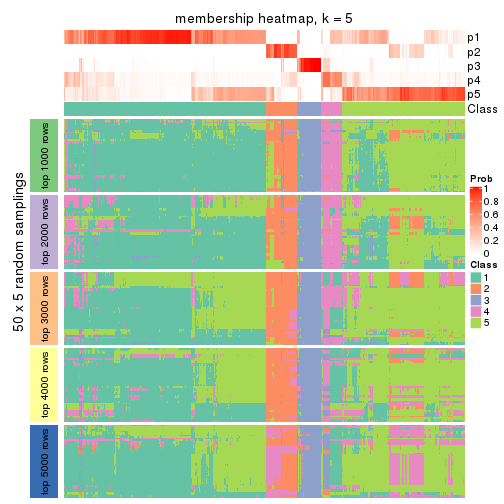 membership heatmap, k = 5
p1
p2
p3
p4
p5
Class
50 x 5 random samplings
top 1000 rows
top 2000 rows
top 3000 rows
top 4000 rows
top 5000 rows
Prob
1
0.8
0.6
0.4
0.2
0
Class
1
2
3
4
5